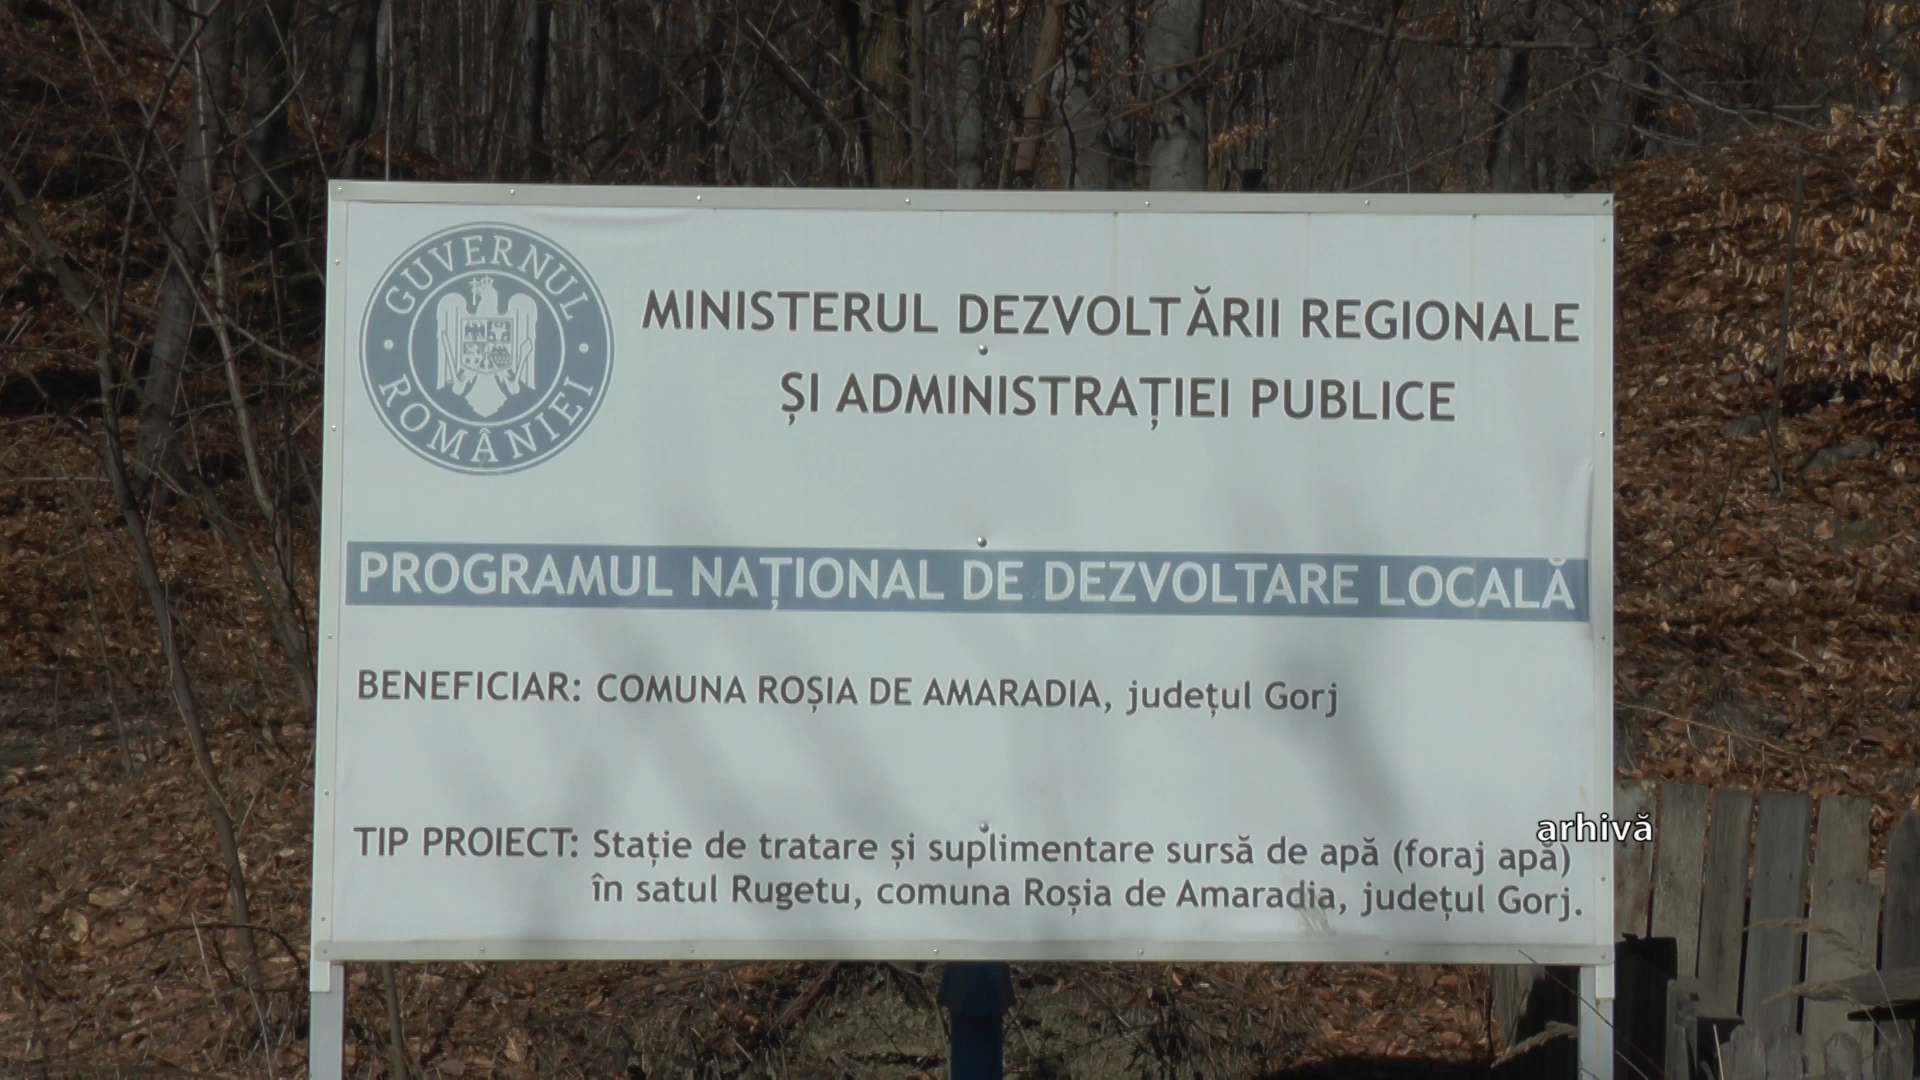 GUVERNUL ROMÂNIEI
MINISTERUL DEZVOLTĂRII REGIONALE
ȘI ADMINISTRAȚIEI PUBLICE
PROGRAMUL NAȚIONAL DE DEZVOLTARE LOCALĂ
BENEFICIAR: COMUNA ROȘIA DE AMARADIA, județul Gorj
arhivă
TIP PROIECT: Stație de tratare și suplimentare sursă de apă (foraj apă)
în satul Rugetu, comuna Roșia de Amaradia, județul Gorj.